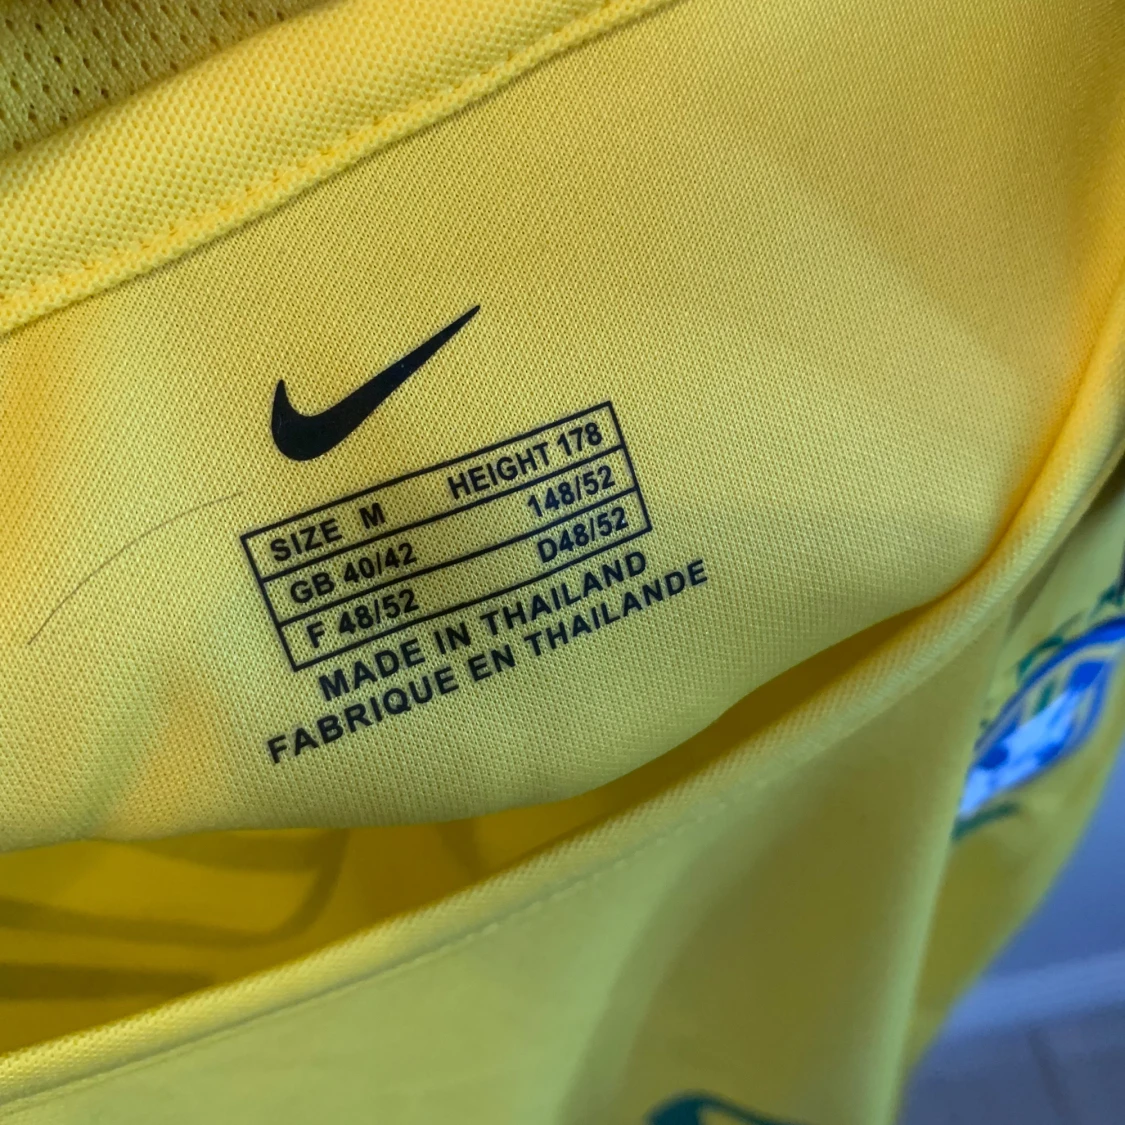 SIZE M HEIGHT 178
GB 40/42 148/52
F 48/52 D48/52
MADE IN THAILAND
FABRIQUE EN THAILANDE